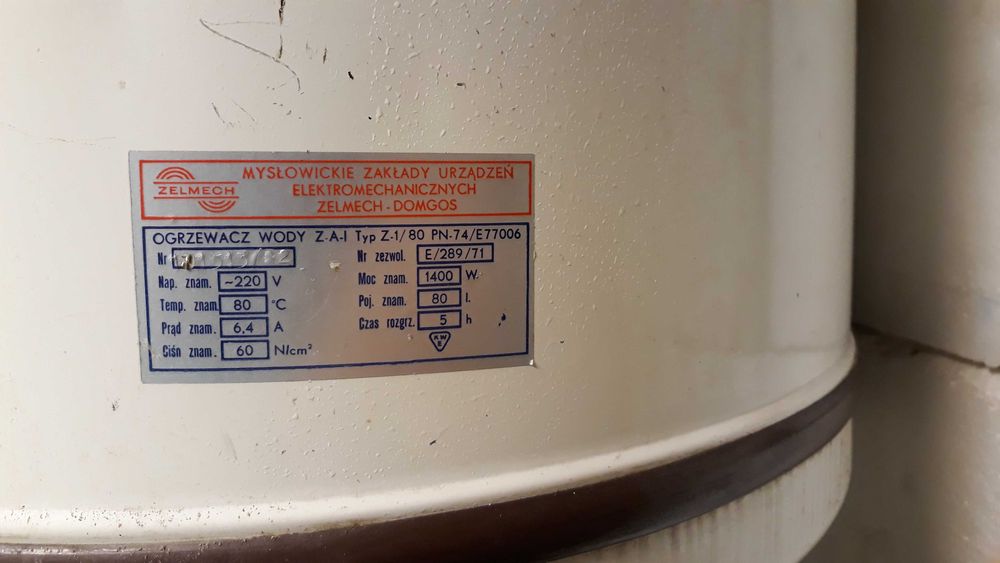 ZELMECH
MYSŁOWICKIE ZAKŁADY URZĄDZEŃ
ELEKTROMECHANICZNYCH
ZELMECH-DOMGOS
OGRZEWACZ WODY Z-A-I Typ Z-1/80 PN-74/E77006
Nr
Nr zezwol. E/289/71
Nap. znam. ~220 V
Moc znam. 1400 W.
Temp. znam. 80 °C
Poj. znam. 80 l.
Prąd znam. 6,4 A
Czas rozgrz. 5 h
Ciśn znam. 60 N/cm²
KWE